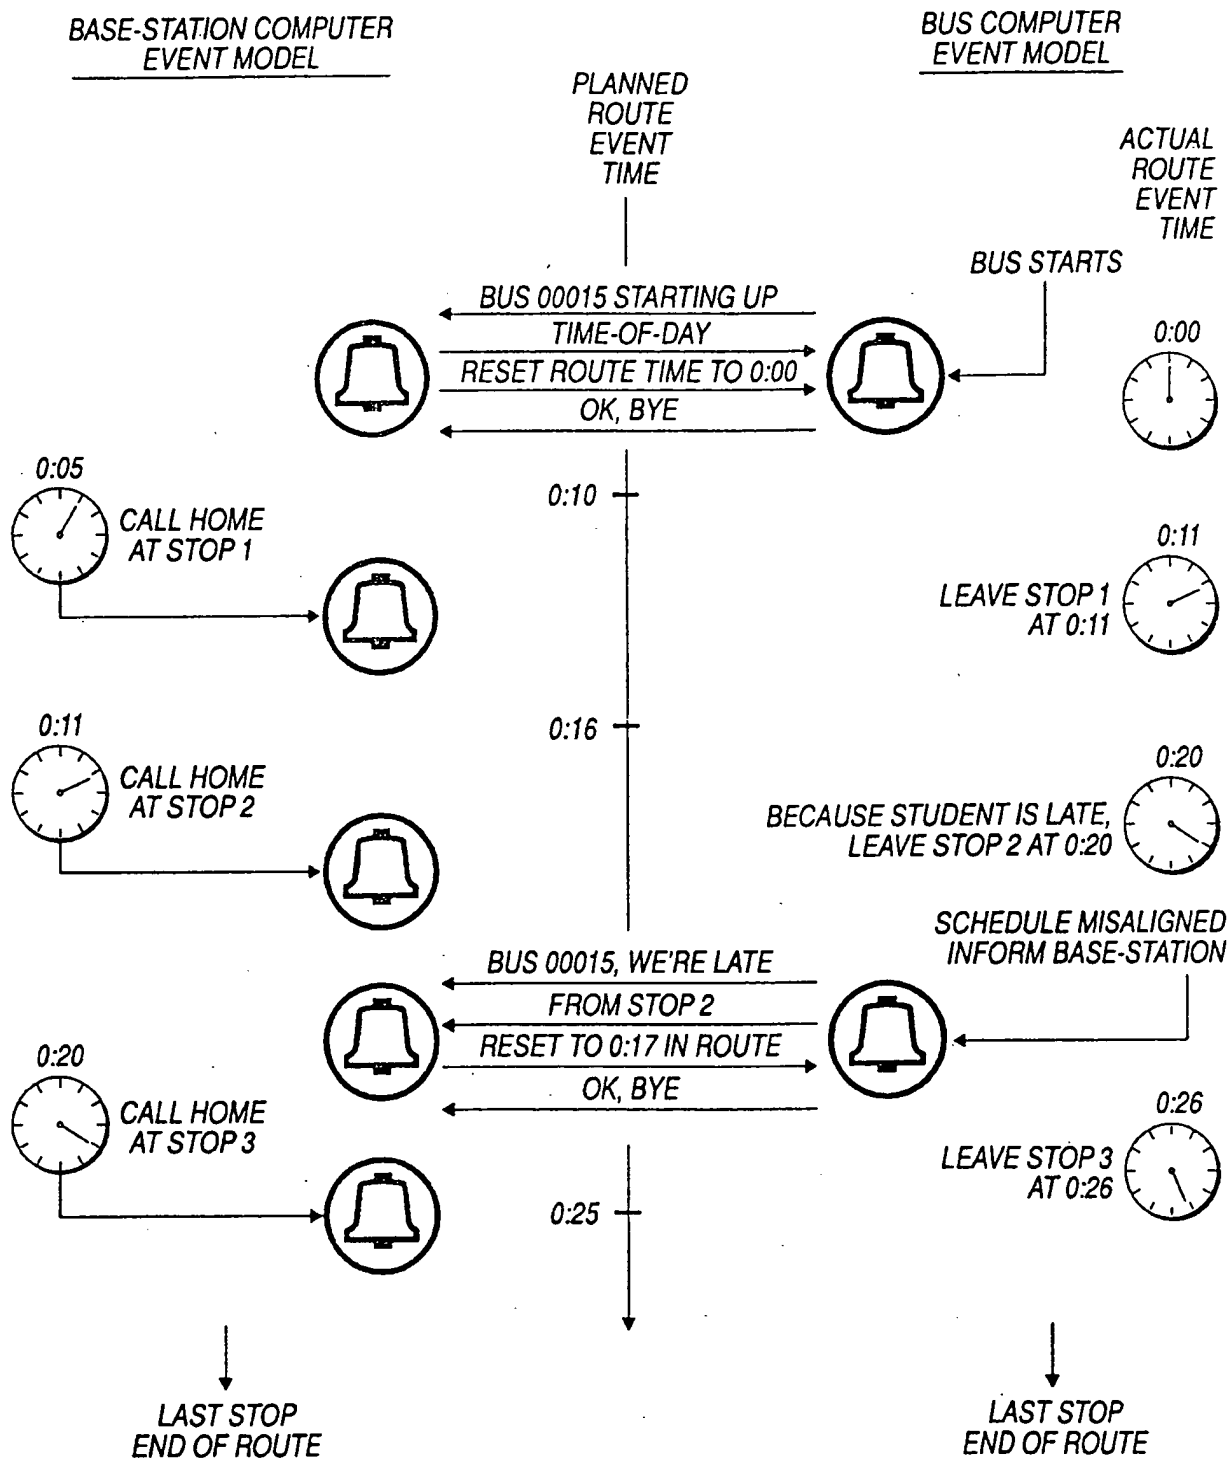 BASE-STATION COMPUTER
EVENT MODEL
BUS COMPUTER
EVENT MODEL
PLANNED
ROUTE
EVENT
TIME
ACTUAL
ROUTE
EVENT
TIME
BUS STARTS
BUS 00015 STARTING UP
TIME-OF-DAY
RESET ROUTE TIME TO 0:00
OK, BYE
0:00
0:05
CALL HOME
AT STOP 1
0:10
0:11
LEAVE STOP 1
AT 0:11
0:11
CALL HOME
AT STOP 2
0:16
0:20
BECAUSE STUDENT IS LATE,
LEAVE STOP 2 AT 0:20
SCHEDULE MISALIGNED
INFORM BASE-STATION
BUS 00015, WE'RE LATE
FROM STOP 2
RESET TO 0:17 IN ROUTE
OK, BYE
0:20
CALL HOME
AT STOP 3
0:26
LEAVE STOP 3
AT 0:26
0:25
LAST STOP
END OF ROUTE
LAST STOP
END OF ROUTE